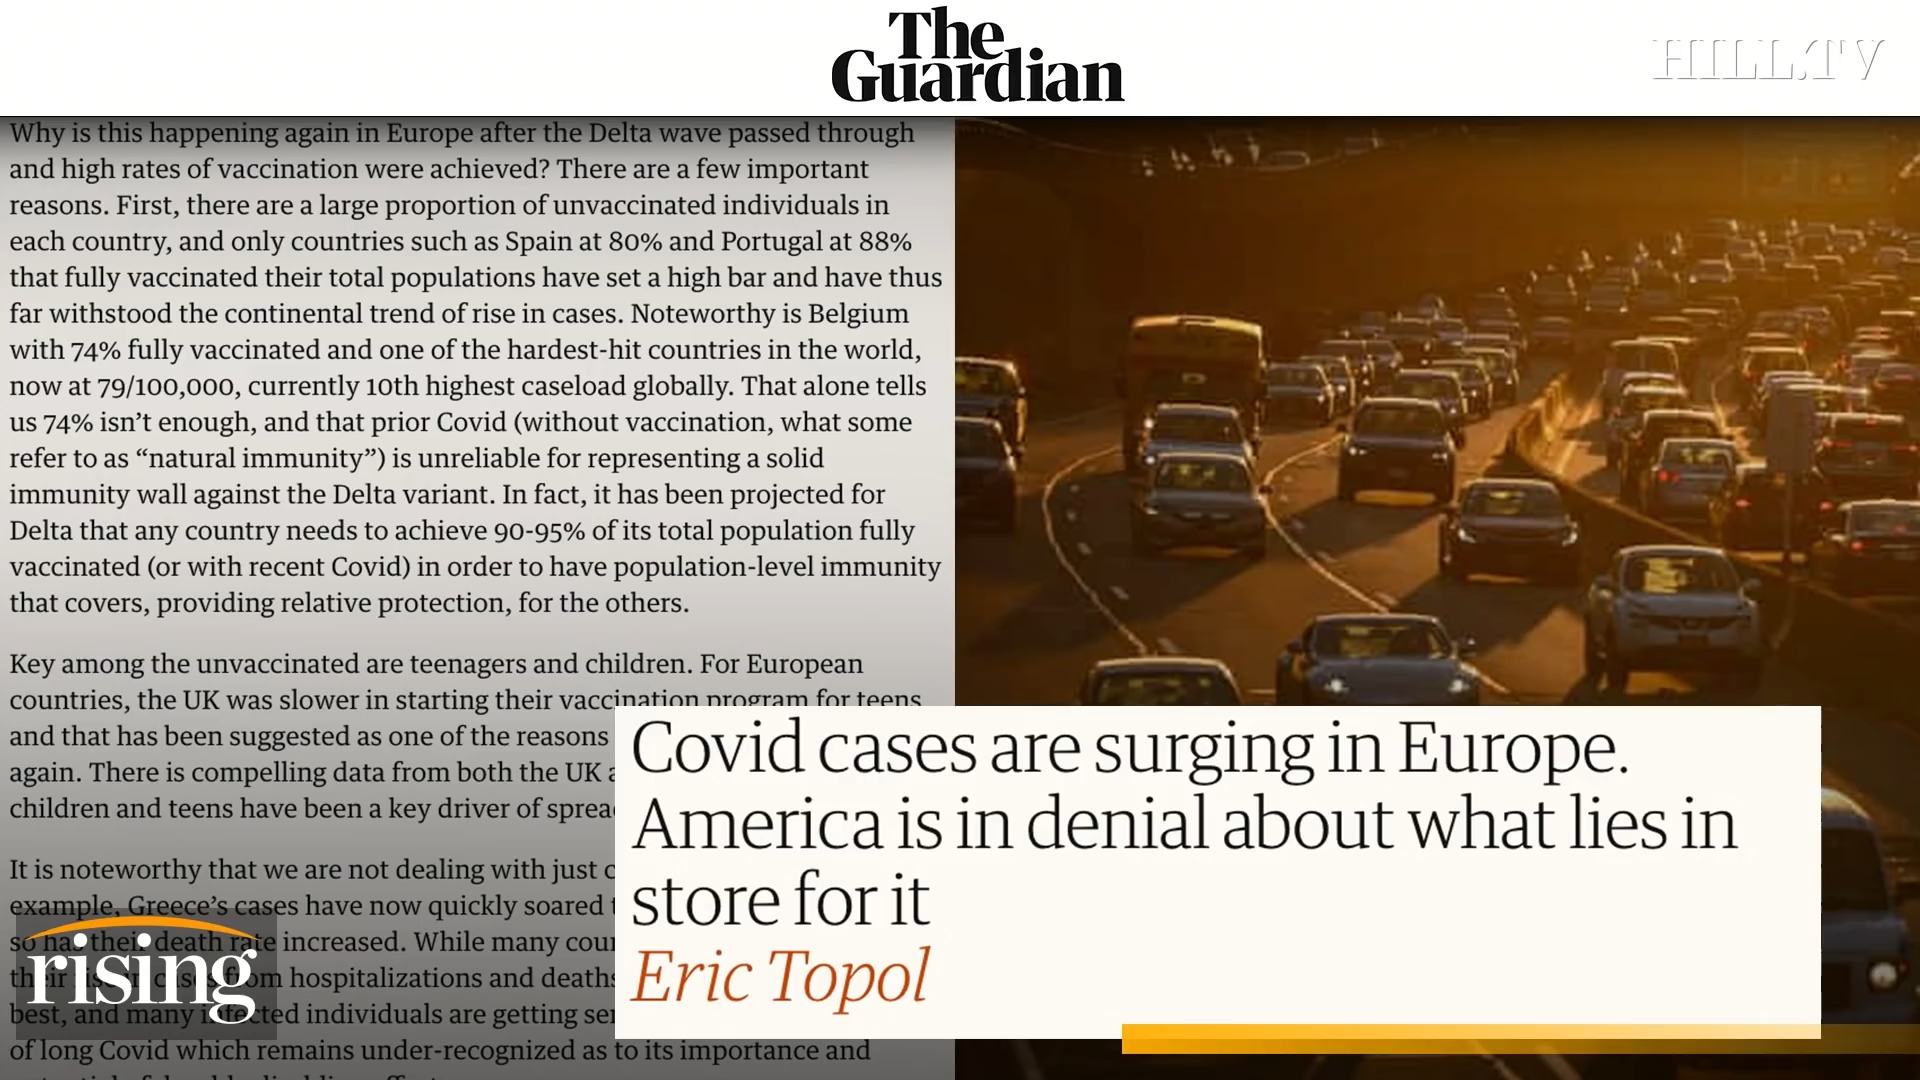 The
Guardian
HILL.TV
Why is this happening again in Europe after the Delta wave passed through
and high rates of vaccination were achieved? There are a few important
reasons. First, there are a large proportion of unvaccinated individuals in
each country, and only countries such as Spain at 80% and Portugal at 88%
that fully vaccinated their total populations have set a high bar and have thus
far withstood the continental trend of rise in cases. Noteworthy is Belgium
with 74% fully vaccinated and one of the hardest-hit countries in the world,
now at 79/100,000, currently 10th highest caseload globally. That alone tells
us 74% isn’t enough, and that prior Covid (without vaccination, what some
refer to as “natural immunity”) is unreliable for representing a solid
immunity wall against the Delta variant. In fact, it has been projected for
Delta that any country needs to achieve 90-95% of its total population fully
vaccinated (or with recent Covid) in order to have population-level immunity
that covers, providing relative protection, for the others.
Key among the unvaccinated are teenagers and children. For European
countries, the UK was slower in starting their vaccination program for teens
and that has been suggested as one of the reasons
again. There is compelling data from both the UK
children and teens have been a key driver of
It is noteworthy that we are not dealing with just
example, Greece’s cases have now quickly soared
so has their death rate increased. While many
their rise in cases from hospitalizations and deaths
best, and many infected individuals are getting
of long Covid which remains under-recognized as to its importance and
Covid cases are surging in Europe.
America is in denial about what lies in
store for it
Eric Topol
rising